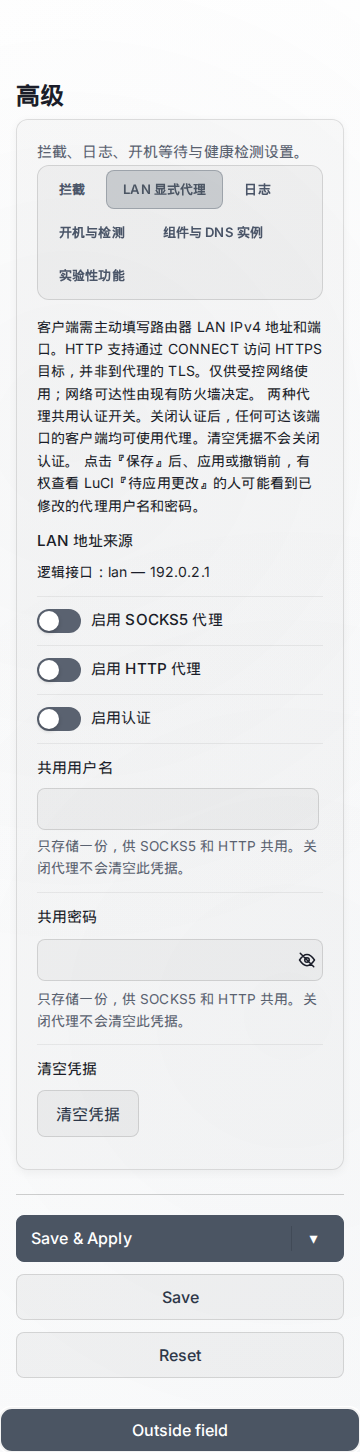 高级
拦截、日志、开机等待与健康检测设置。
拦截
LAN 显式代理
日志
开机与检测
组件与 DNS 实例
实验性功能
客户端需主动填写路由器 LAN IPv4 地址和端
口。HTTP 支持通过 CONNECT 访问 HTTPS
目标，并非到代理的 TLS。仅供受控网络使
用；网络可达性由现有防火墙决定。 两种代
理共用认证开关。关闭认证后，任何可达该端
口的客户端均可使用代理。清空凭据不会关闭
认证。 点击『保存』后、应用或撤销前，有
权查看 LuCI『待应用更改』的人可能看到已
修改的代理用户名和密码。
LAN 地址来源
逻辑接口：lan — 192.0.2.1
启用 SOCKS5 代理
启用 HTTP 代理
启用认证
共用用户名
只存储一份，供 SOCKS5 和 HTTP 共用。关
闭代理不会清空此凭据。
共用密码
只存储一份，供 SOCKS5 和 HTTP 共用。关
闭代理不会清空此凭据。
清空凭据
清空凭据
Save & Apply ▼
Save
Reset
Outside field